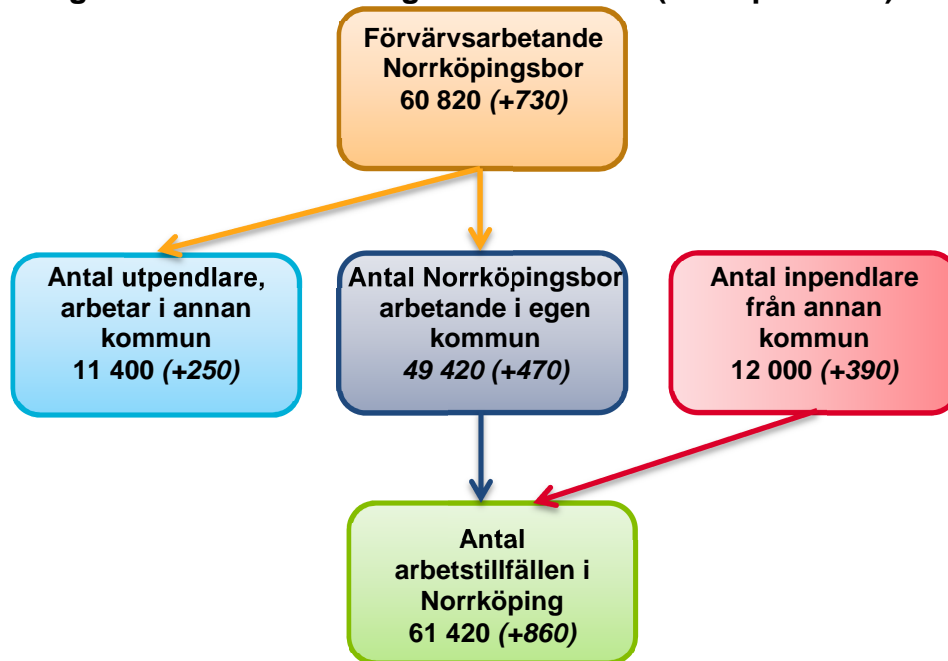 Förvärvsarbetande
Norrköpingsbor
60 820 (+730)
Antal utpendlare,
arbetar i annan
kommun
11 400 (+250)
Antal Norrköpingsbor
arbetande i egen
kommun
49 420 (+470)
Antal inpendlare
från annan
kommun
12 000 (+390)
Antal
arbetstillfällen i
Norrköping
61 420 (+860)